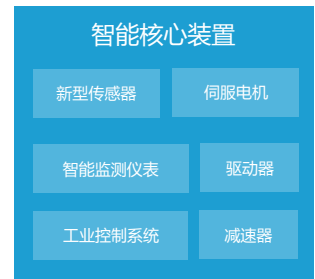 智能核心装置
新型传感器
伺服电机
智能监测仪表
驱动器
工业控制系统
减速器